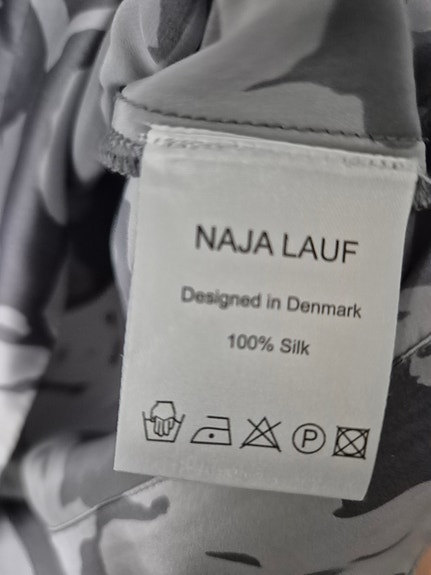 NAJA LAUF
Designed in Denmark
100% Silk
P